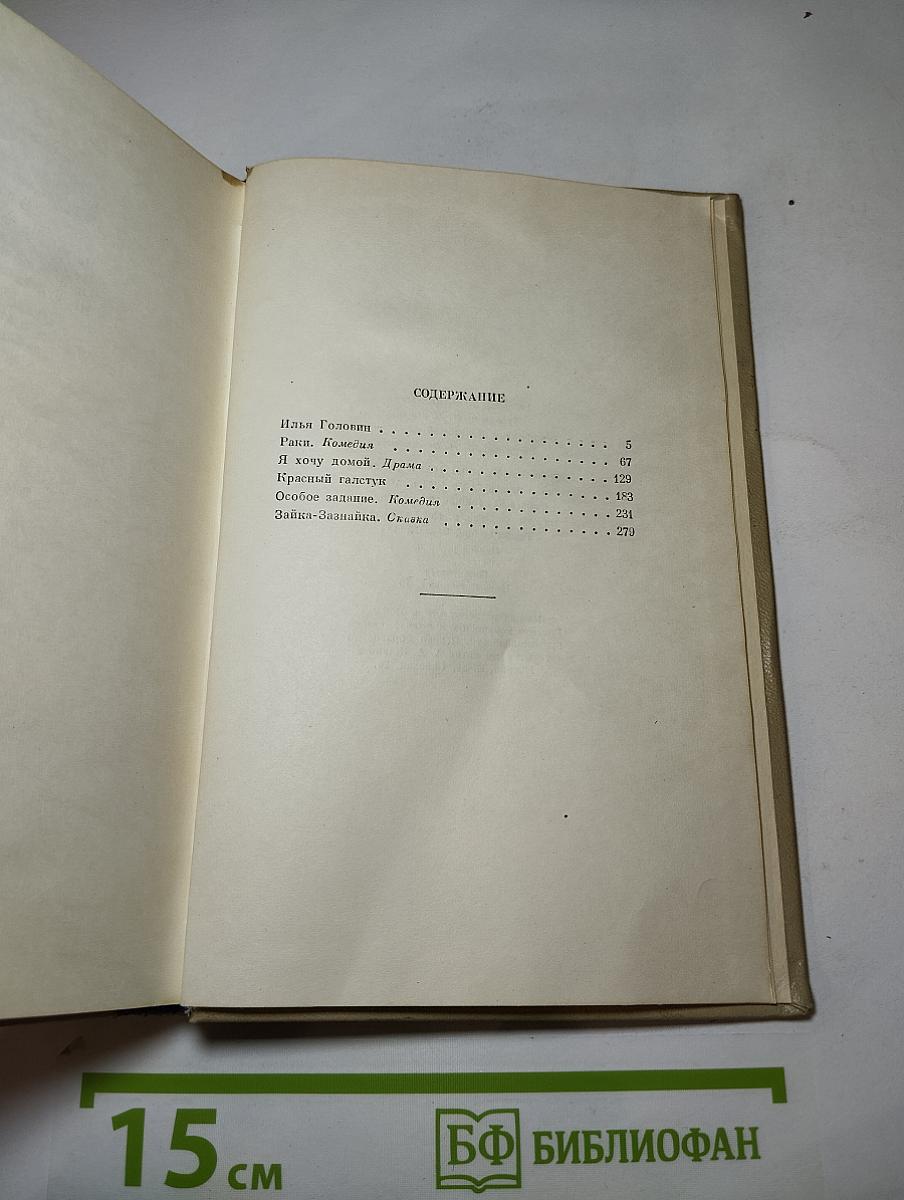 СОДЕРЖАНИЕ
Илья Головин . . . . . . . . . . . . . . 5
Раки. Комедия . . . . . . . . . . . . . 67
Я хочу домой. Драма . . . . . . . . . . . 129
Красный галстук . . . . . . . . . . . . 183
Особое задание. Комедия . . . . . . . . . . 231
Зайка-Зазнайка. Сказка . . . . . . . . . . . 279
15 см
БФ БИБЛИОФАН